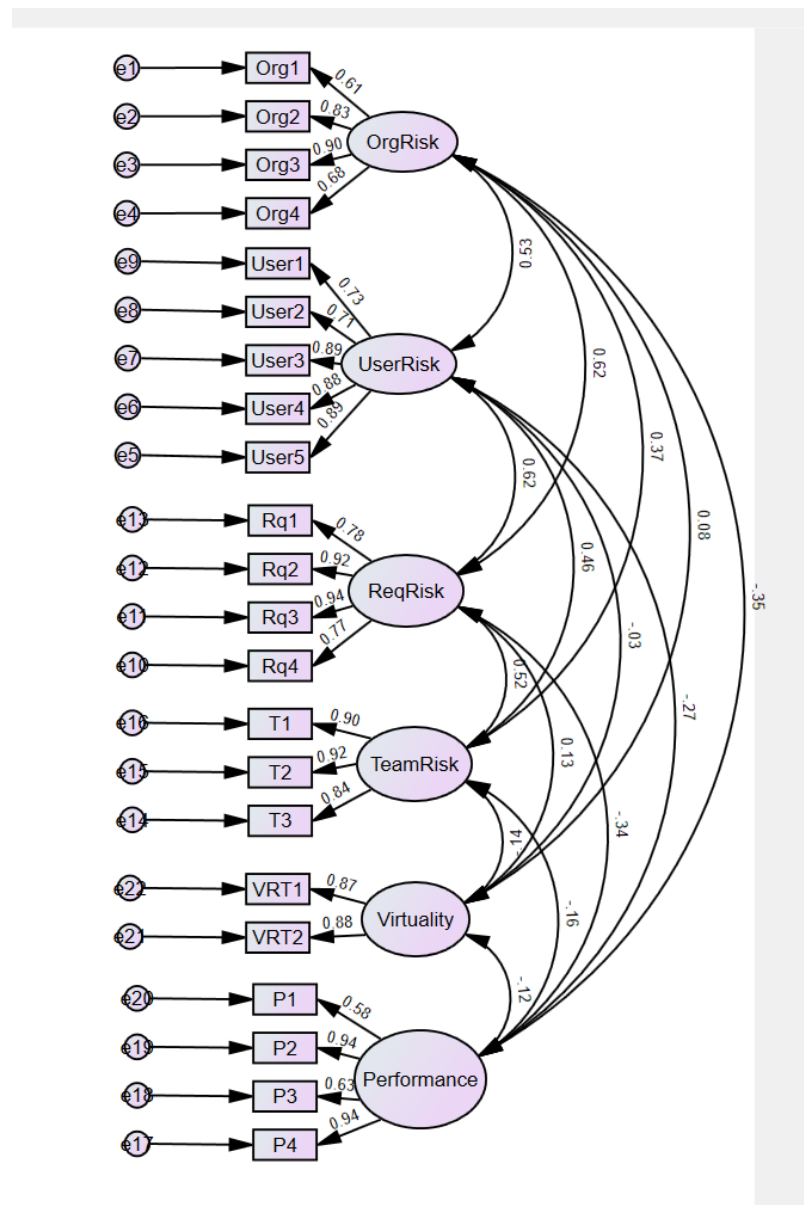 e1 Org1 0.61
e2 Org2 0.83 OrgRisk
e3 Org3 0.90
e4 Org4 0.68
0.53
e9 User1 0.73
e8 User2 0.71
e7 User3 0.89 UserRisk 0.62
e6 User4 0.88
e5 User5 0.89
0.37
0.62
e13 Rq1 0.78
e12 Rq2 0.92 0.46 0.08
e11 Rq3 0.94 ReqRisk
e10 Rq4 0.77 -.03 -.35
0.52 -.27
e16 T1 0.90
e15 T2 0.92 TeamRisk 0.13
e14 T3 0.84
-.34
e22 VRT1 0.87
e21 VRT2 0.88 Virtuality -.16
-.12
e20 P1 0.58
e19 P2 0.94
e18 P3 0.63 Performance
e17 P4 0.94